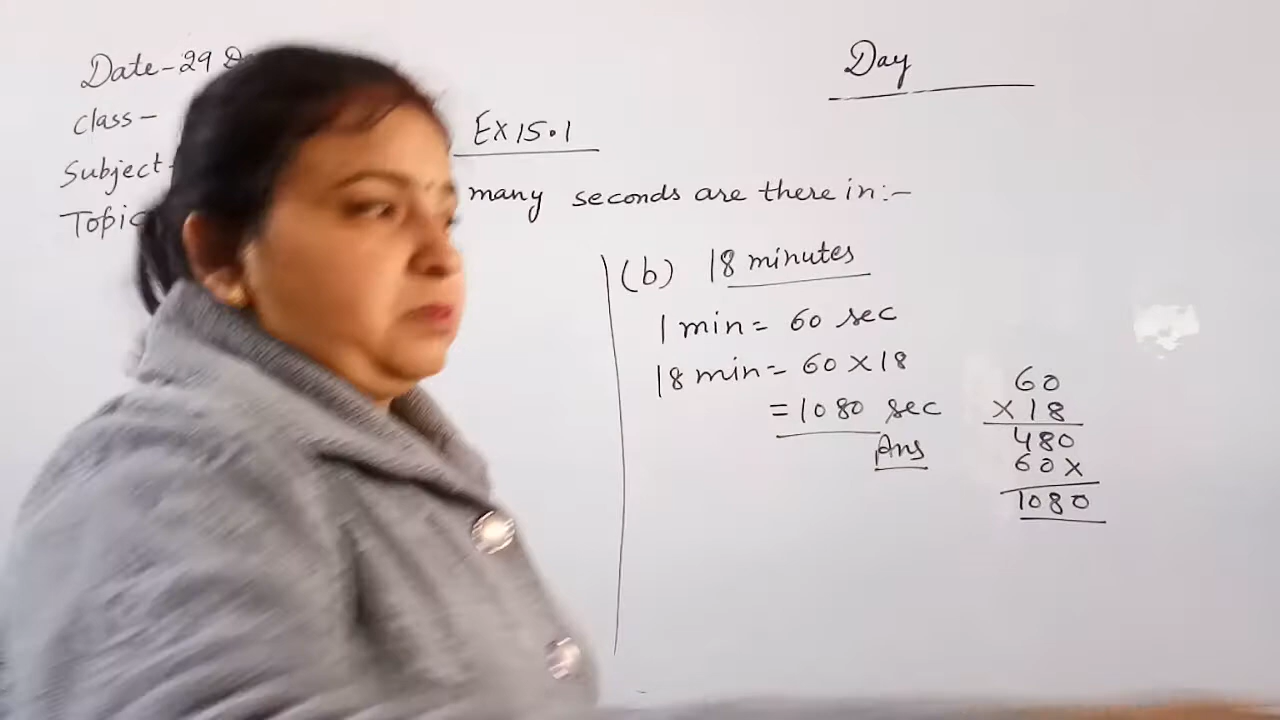 Date-29
Day
class-
Ex 15.1
Subject-
many seconds are there in:-
Topic
(b) 18 minutes
1 min = 60 sec
18 min = 60 × 18
= 1080 sec
Ans
60
× 18
480
60×
1080